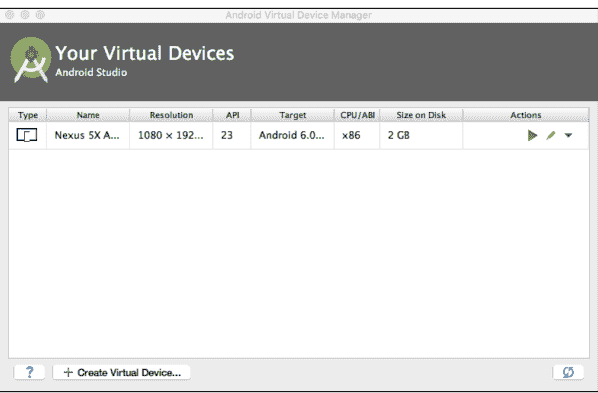 Android Virtual Device Manager
Your Virtual Devices
Android Studio
Type Name Resolution API Target CPU/ABI Size on Disk Actions
Nexus 5X A... 1080 × 192... 23 Android 6.0... x86 2 GB
? + Create Virtual Device...